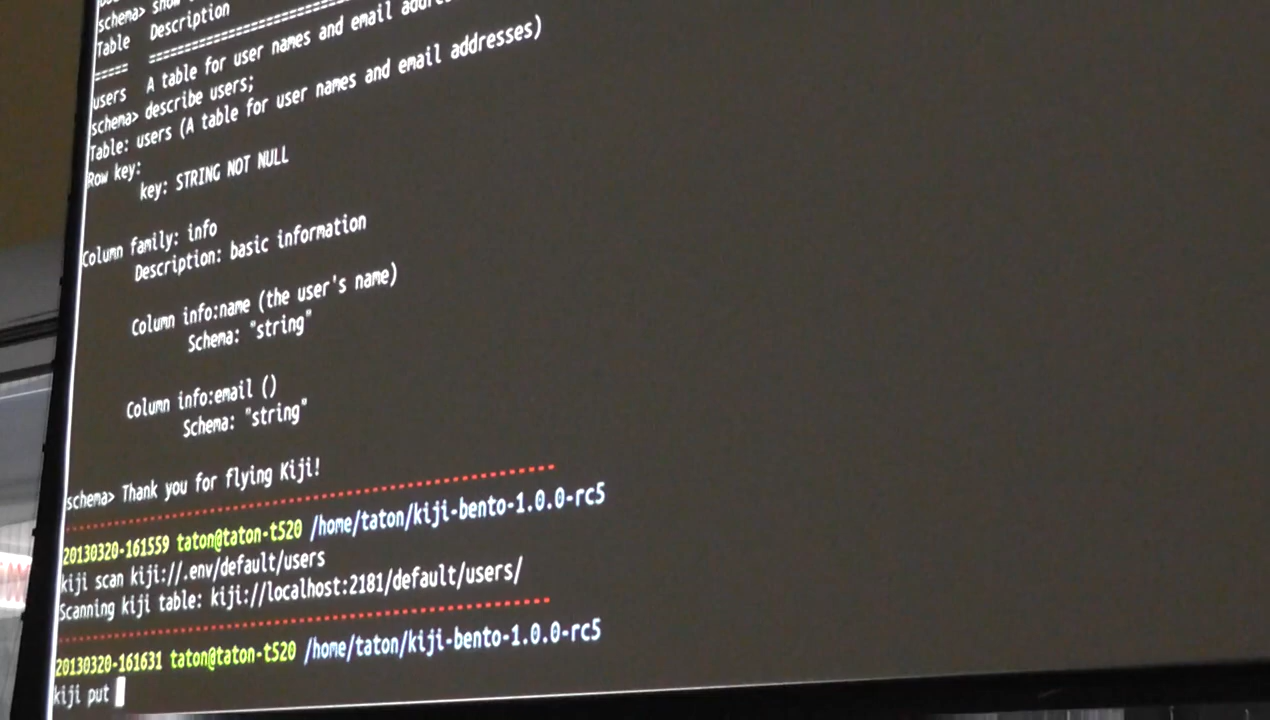 schema> show
Table Description
===== ==============================
users A table for user names and email
schema> describe users;
Table: users (A table for user names and email addresses)
Row key:
key: STRING NOT NULL
Column family: info
Description: basic information
Column info:name (the user's name)
Schema: "string"
Column info:email ()
Schema: "string"
schema> Thank you for flying Kiji!
20130320-161559 taton@taton-t520 /home/taton/kiji-bento-1.0.0-rc5
kiji scan kiji://.env/default/users
Scanning kiji table: kiji://localhost:2181/default/users/
20130320-161631 taton@taton-t520 /home/taton/kiji-bento-1.0.0-rc5
kiji put